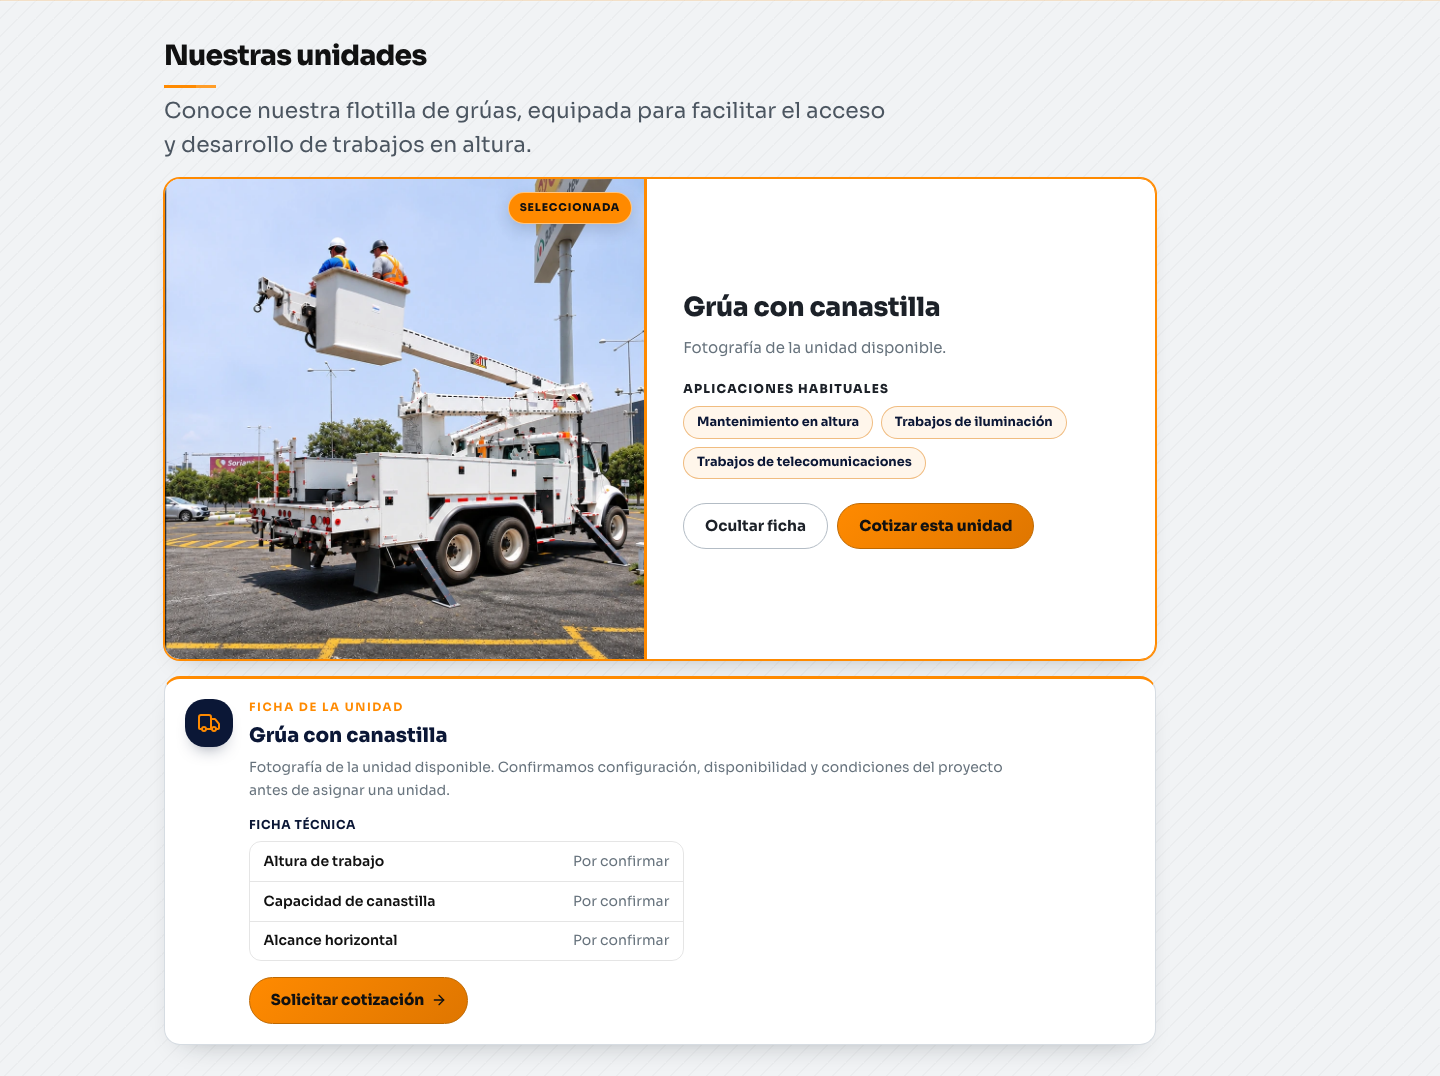 Nuestras unidades
Conoce nuestra flotilla de grúas, equipada para facilitar el acceso
y desarrollo de trabajos en altura.
SELECCIONADA
Grúa con canastilla
Fotografía de la unidad disponible.
APLICACIONES HABITUALES
Mantenimiento en altura
Trabajos de iluminación
Trabajos de telecomunicaciones
Ocultar ficha
Cotizar esta unidad
FICHA DE LA UNIDAD
Grúa con canastilla
Fotografía de la unidad disponible. Confirmamos configuración, disponibilidad y condiciones del proyecto
antes de asignar una unidad.
FICHA TÉCNICA
Altura de trabajo Por confirmar
Capacidad de canastilla Por confirmar
Alcance horizontal Por confirmar
Solicitar cotización →